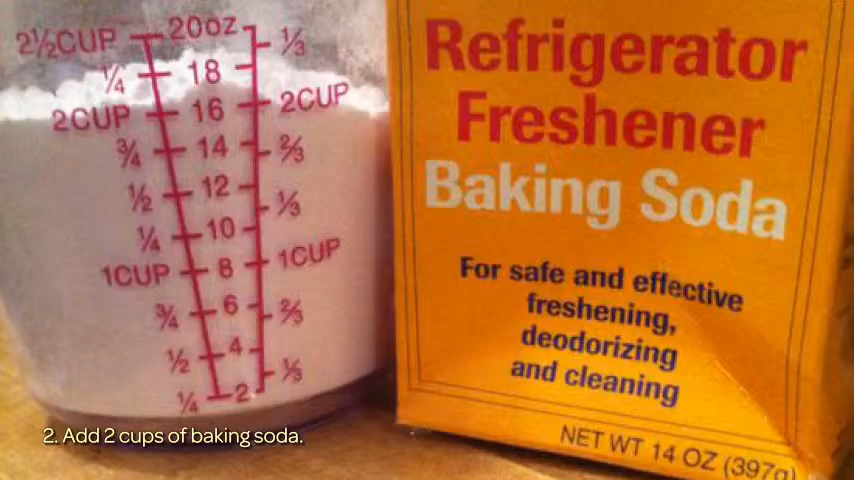 2½CUP 20oz ⅓
¼ 18
2CUP 16 2CUP
¾ 14 ⅔
½ 12 ⅓
¼ 10
1CUP 8 1CUP
¾ 6 ⅔
½ 4 ⅓
¼ 2
Refrigerator
Freshener
Baking Soda
For safe and effective
freshening,
deodorizing
and cleaning
NET WT 14 OZ (397g)
2. Add 2 cups of baking soda.